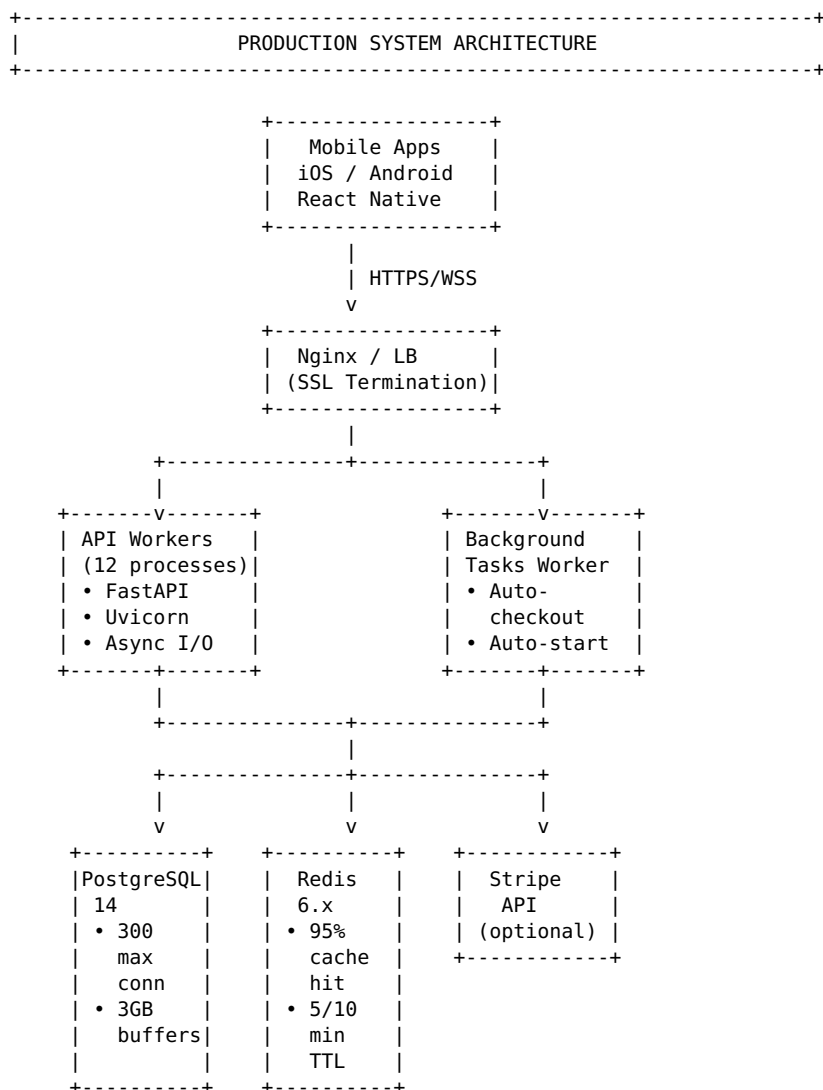 PRODUCTION SYSTEM ARCHITECTURE
Mobile Apps
iOS / Android
React Native
HTTPS/WSS
Nginx / LB
(SSL Termination)
API Workers
(12 processes)
• FastAPI
• Uvicorn
• Async I/O
Background
Tasks Worker
• Auto-
checkout
• Auto-start
PostgreSQL
14
• 300
max
conn
• 3GB
buffers
Redis
6.x
• 95%
cache
hit
• 5/10
min
TTL
Stripe
API
(optional)